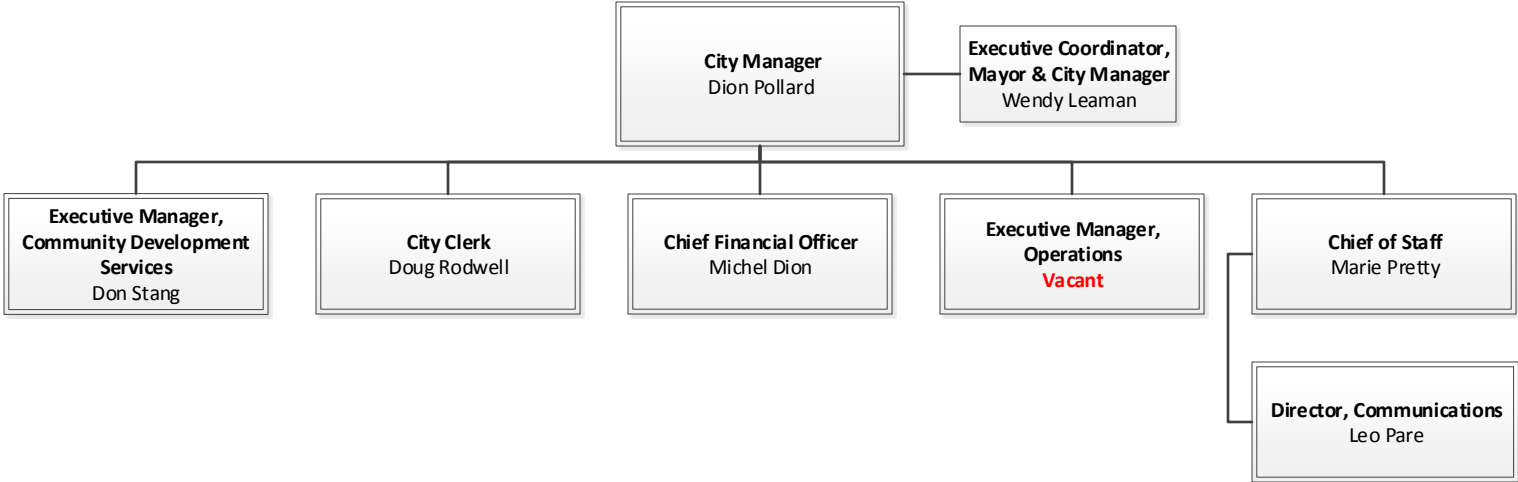 City Manager
Dion Pollard
Executive Coordinator,
Mayor & City Manager
Wendy Leaman
Executive Manager,
Community Development
Services
Don Stang
City Clerk
Doug Rodwell
Chief Financial Officer
Michel Dion
Executive Manager,
Operations
Vacant
Chief of Staff
Marie Pretty
Director, Communications
Leo Pare